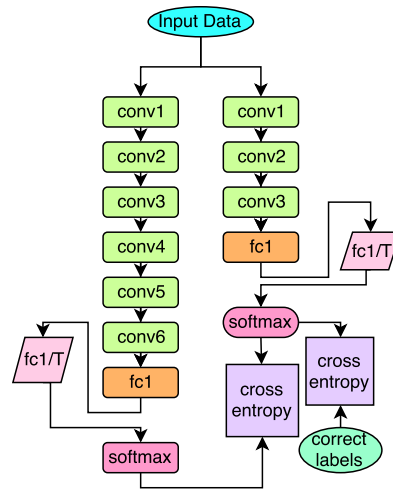 Input Data
conv1
conv2
conv3
conv4
conv5
conv6
fc1
fc1/T
softmax
conv1
conv2
conv3
fc1
fc1/T
softmax
cross
entropy
cross
entropy
correct
labels